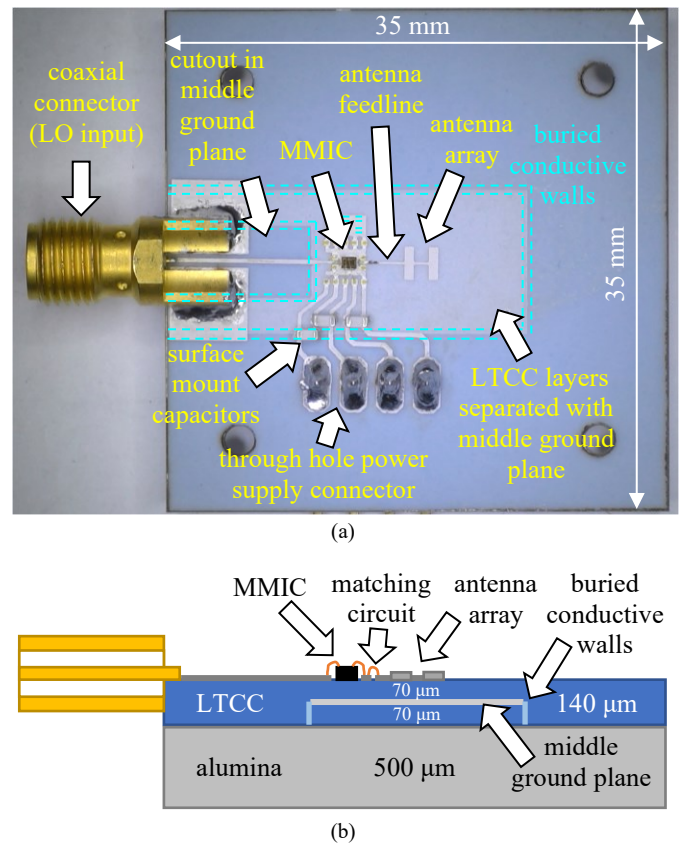 35 mm
coaxial
connector
(LO input)
cutout in
middle
ground
plane
antenna
feedline
MMIC
antenna
array
buried
conductive
walls
35 mm
surface
mount
capacitors
LTCC layers
separated with
middle ground
plane
through hole power
supply connector
(a)
MMIC
matching
circuit
antenna
array
buried
conductive
walls
LTCC
70 μm
70 μm
140 μm
alumina
500 μm
middle
ground plane
(b)